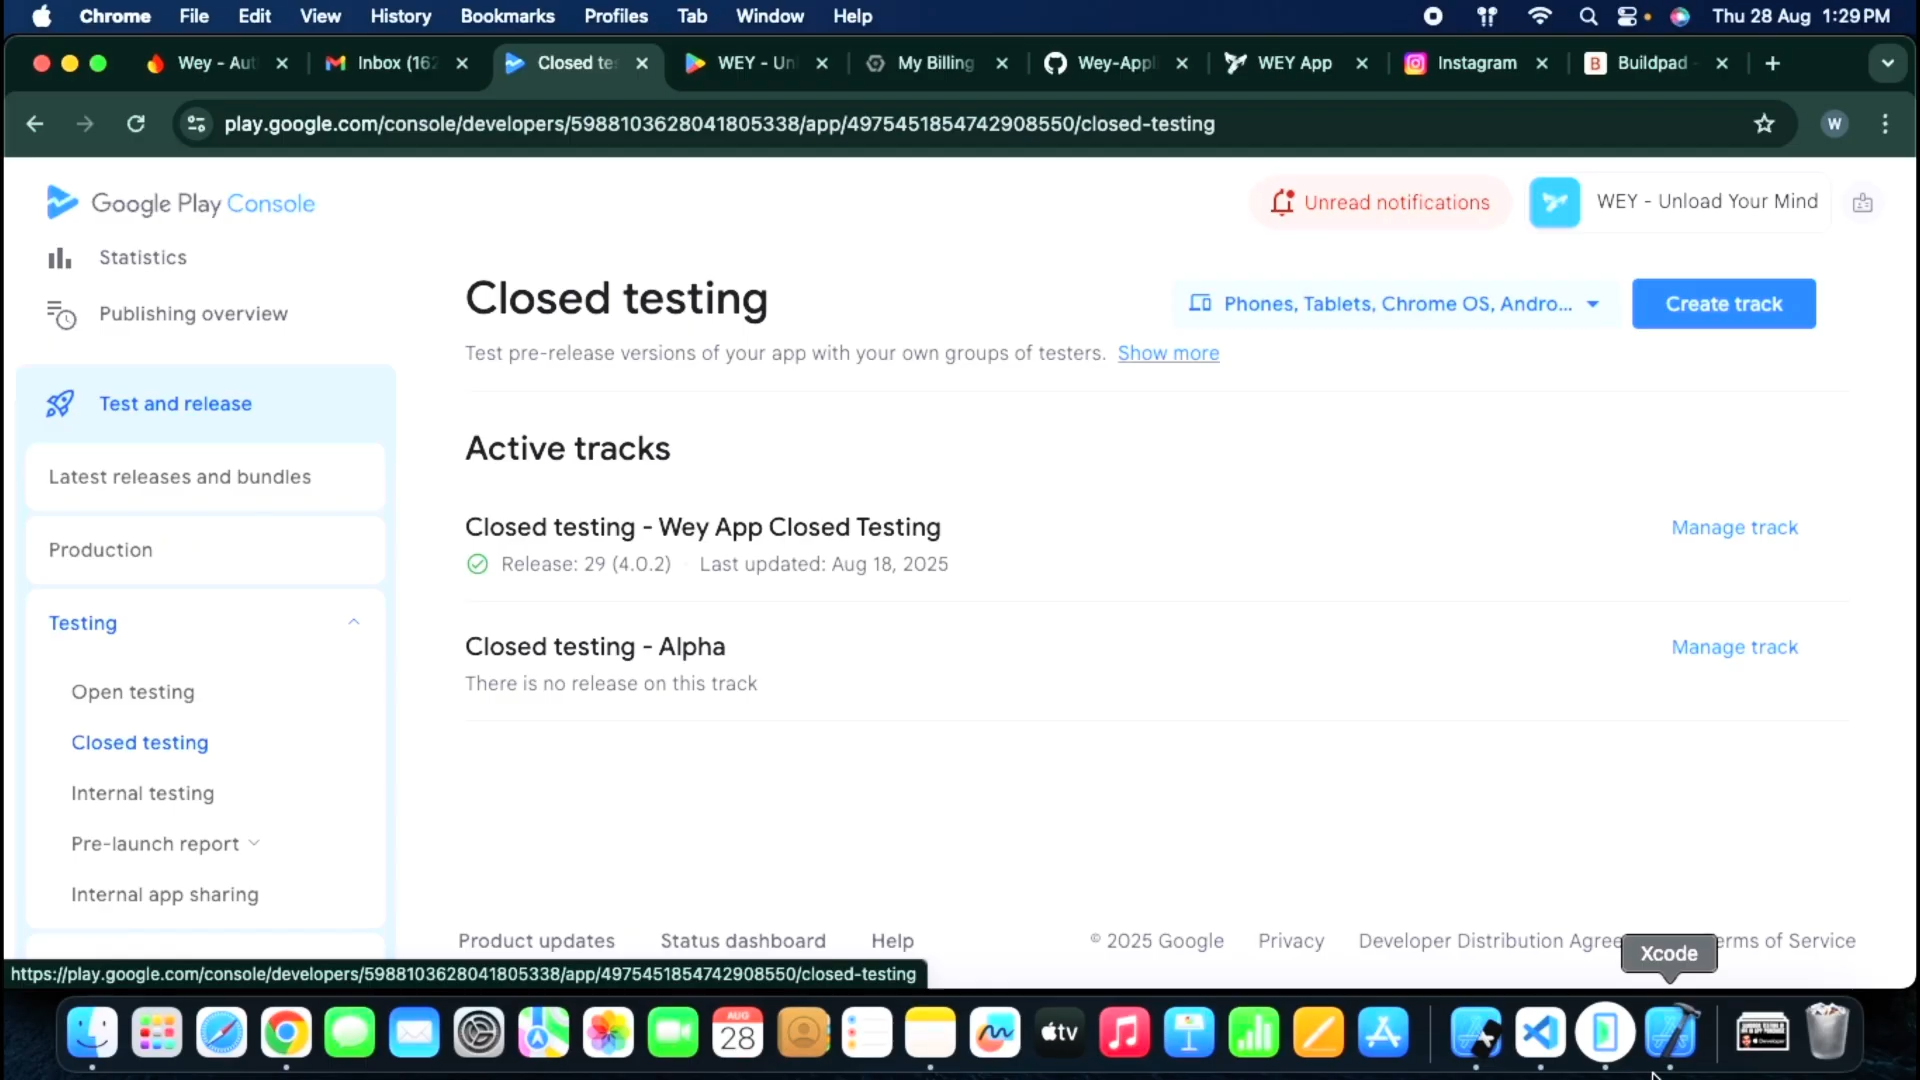 Chrome File Edit View History Bookmarks Profiles Tab Window Help Thu 28 Aug 1:29 PM
Wey - Aut Inbox (162 Closed te WEY - Un My Billing Wey-Appl WEY App Instagram B Buildpad -
play.google.com/console/developers/5988103628041805338/app/4975451854742908550/closed-testing W
Google Play Console Unread notifications WEY - Unload Your Mind
Statistics
Publishing overview
Test and release
Latest releases and bundles
Production
Testing
Open testing
Closed testing
Internal testing
Pre-launch report
Internal app sharing
Closed testing Phones, Tablets, Chrome OS, Andro... Create track
Test pre-release versions of your app with your own groups of testers. Show more
Active tracks
Closed testing - Wey App Closed Testing Manage track
Release: 29 (4.0.2) Last updated: Aug 18, 2025
Closed testing - Alpha Manage track
There is no release on this track
Product updates Status dashboard Help © 2025 Google Privacy Developer Distribution Agree erms of Service
Xcode
https://play.google.com/console/developers/5988103628041805338/app/4975451854742908550/closed-testing
AUG
28
tv